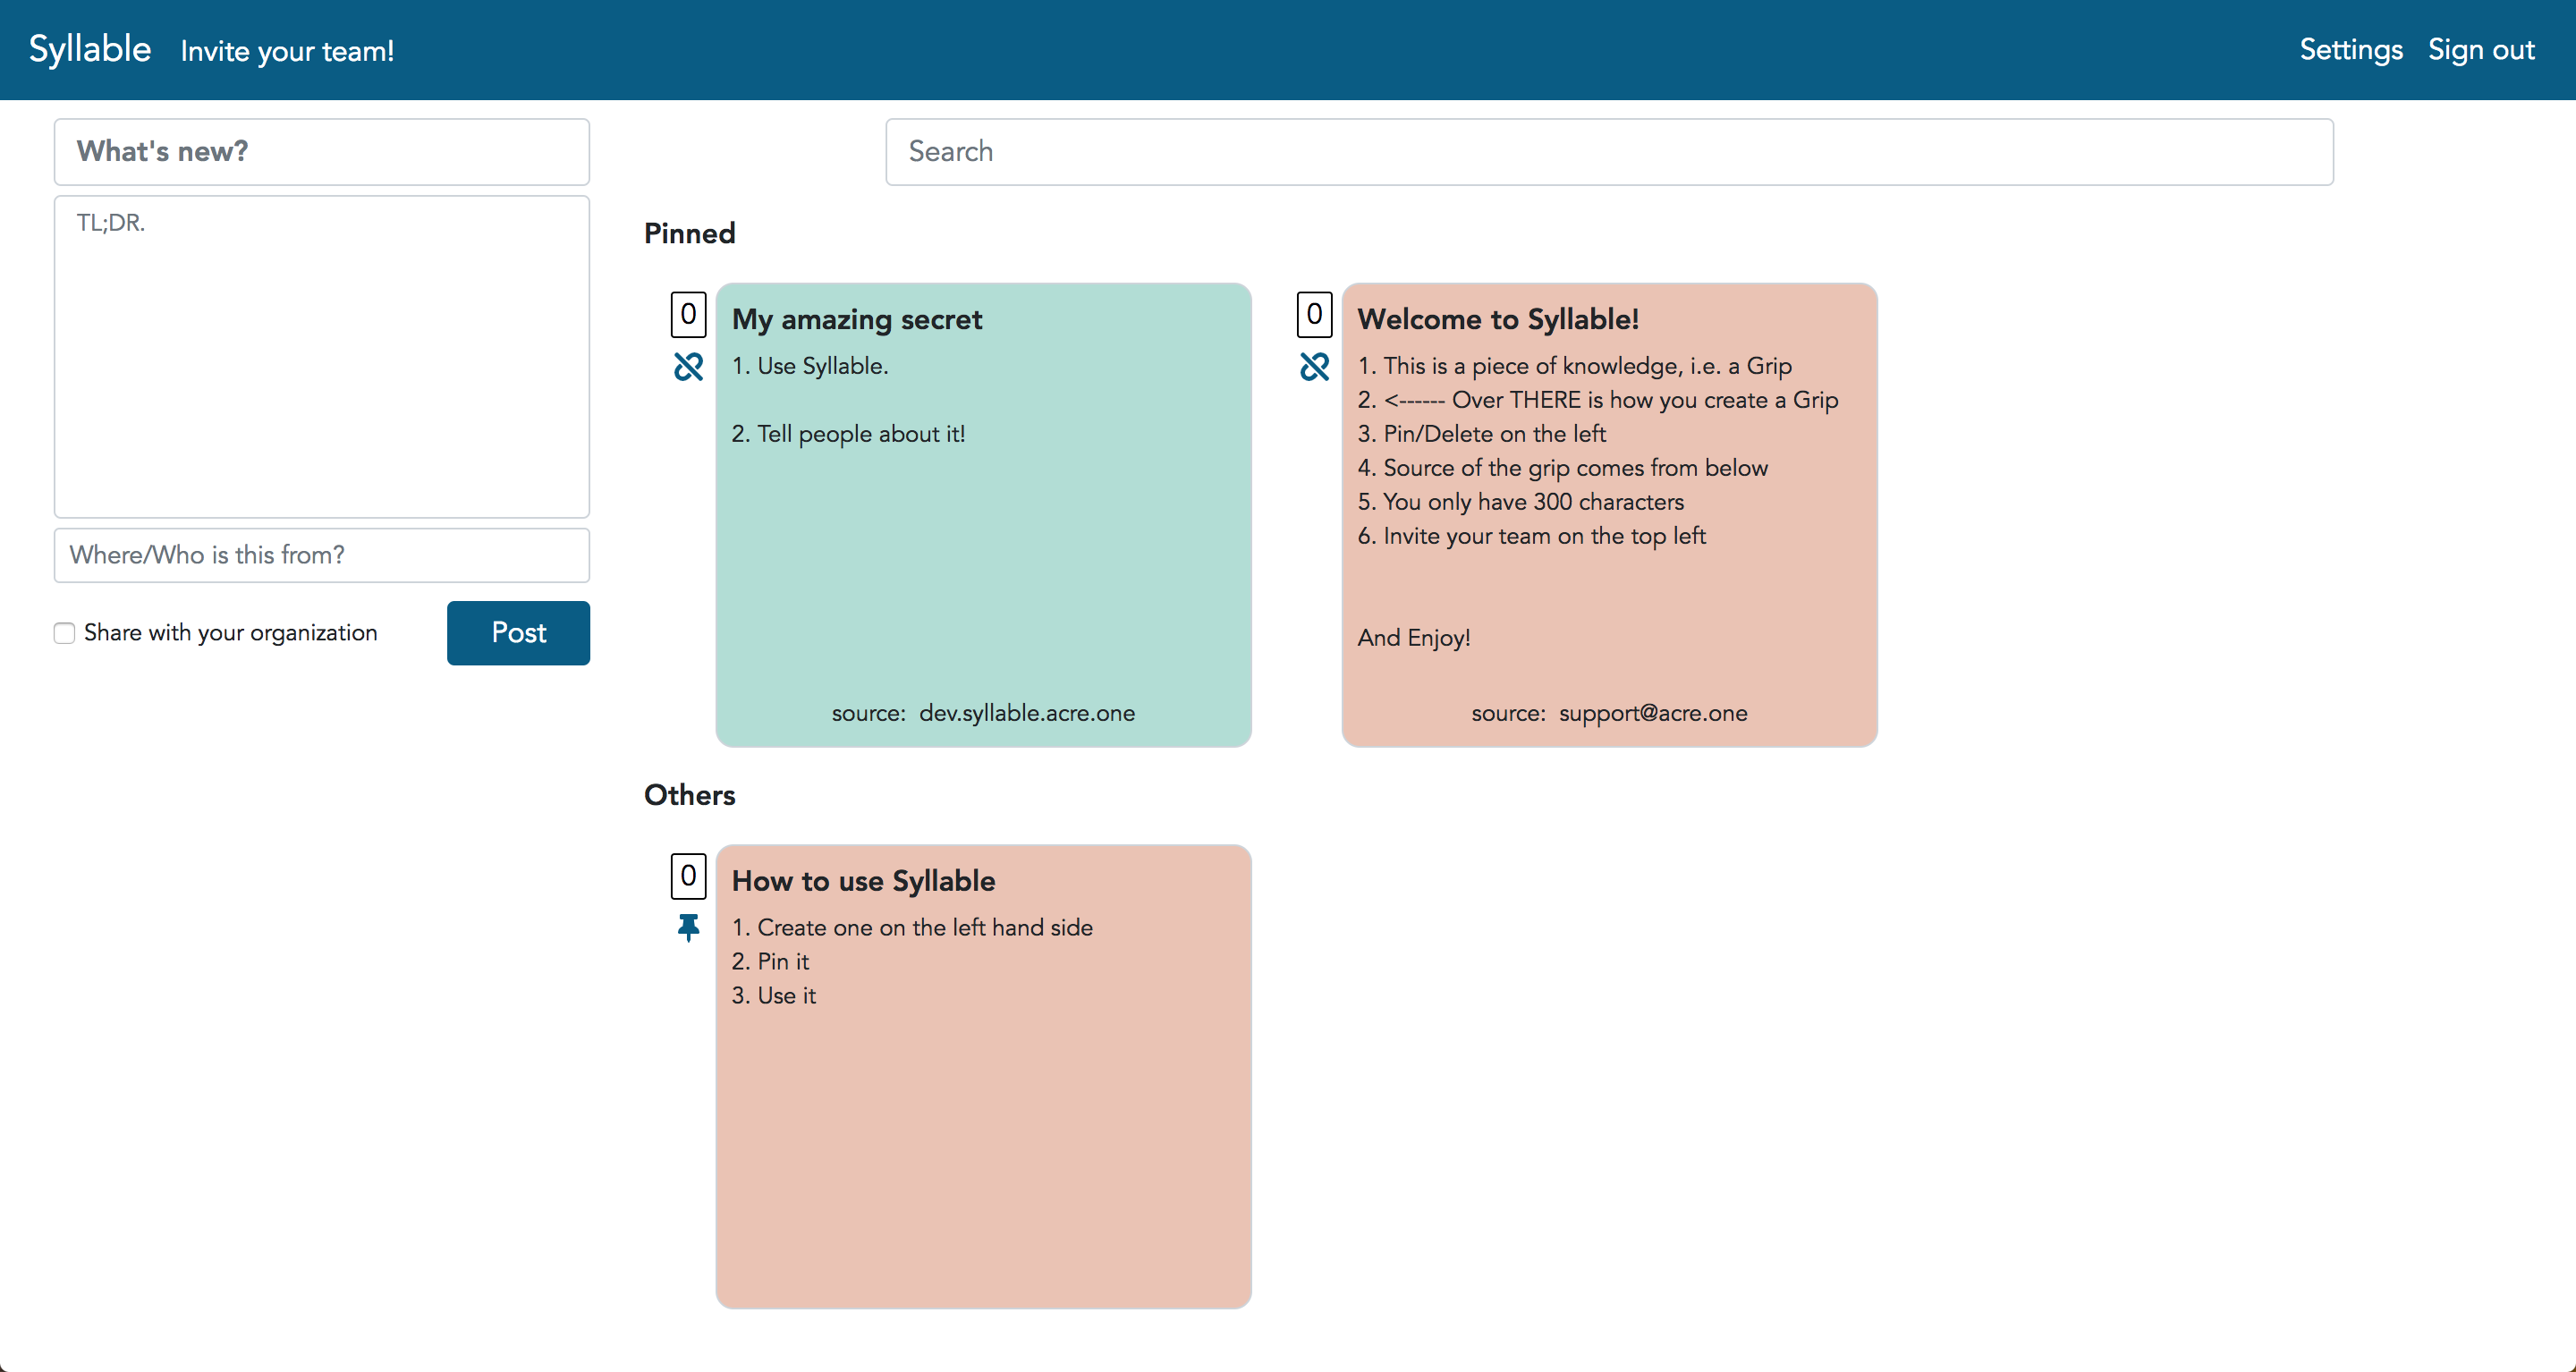 Syllable Invite your team! Settings Sign out
What's new?
TL;DR.
Where/Who is this from?
Share with your organization Post
Search
Pinned
0
My amazing secret
1. Use Syllable.
2. Tell people about it!
source: dev.syllable.acre.one
0
Welcome to Syllable!
1. This is a piece of knowledge, i.e. a Grip
2. <------ Over THERE is how you create a Grip
3. Pin/Delete on the left
4. Source of the grip comes from below
5. You only have 300 characters
6. Invite your team on the top left
And Enjoy!
source: support@acre.one
Others
0
How to use Syllable
1. Create one on the left hand side
2. Pin it
3. Use it